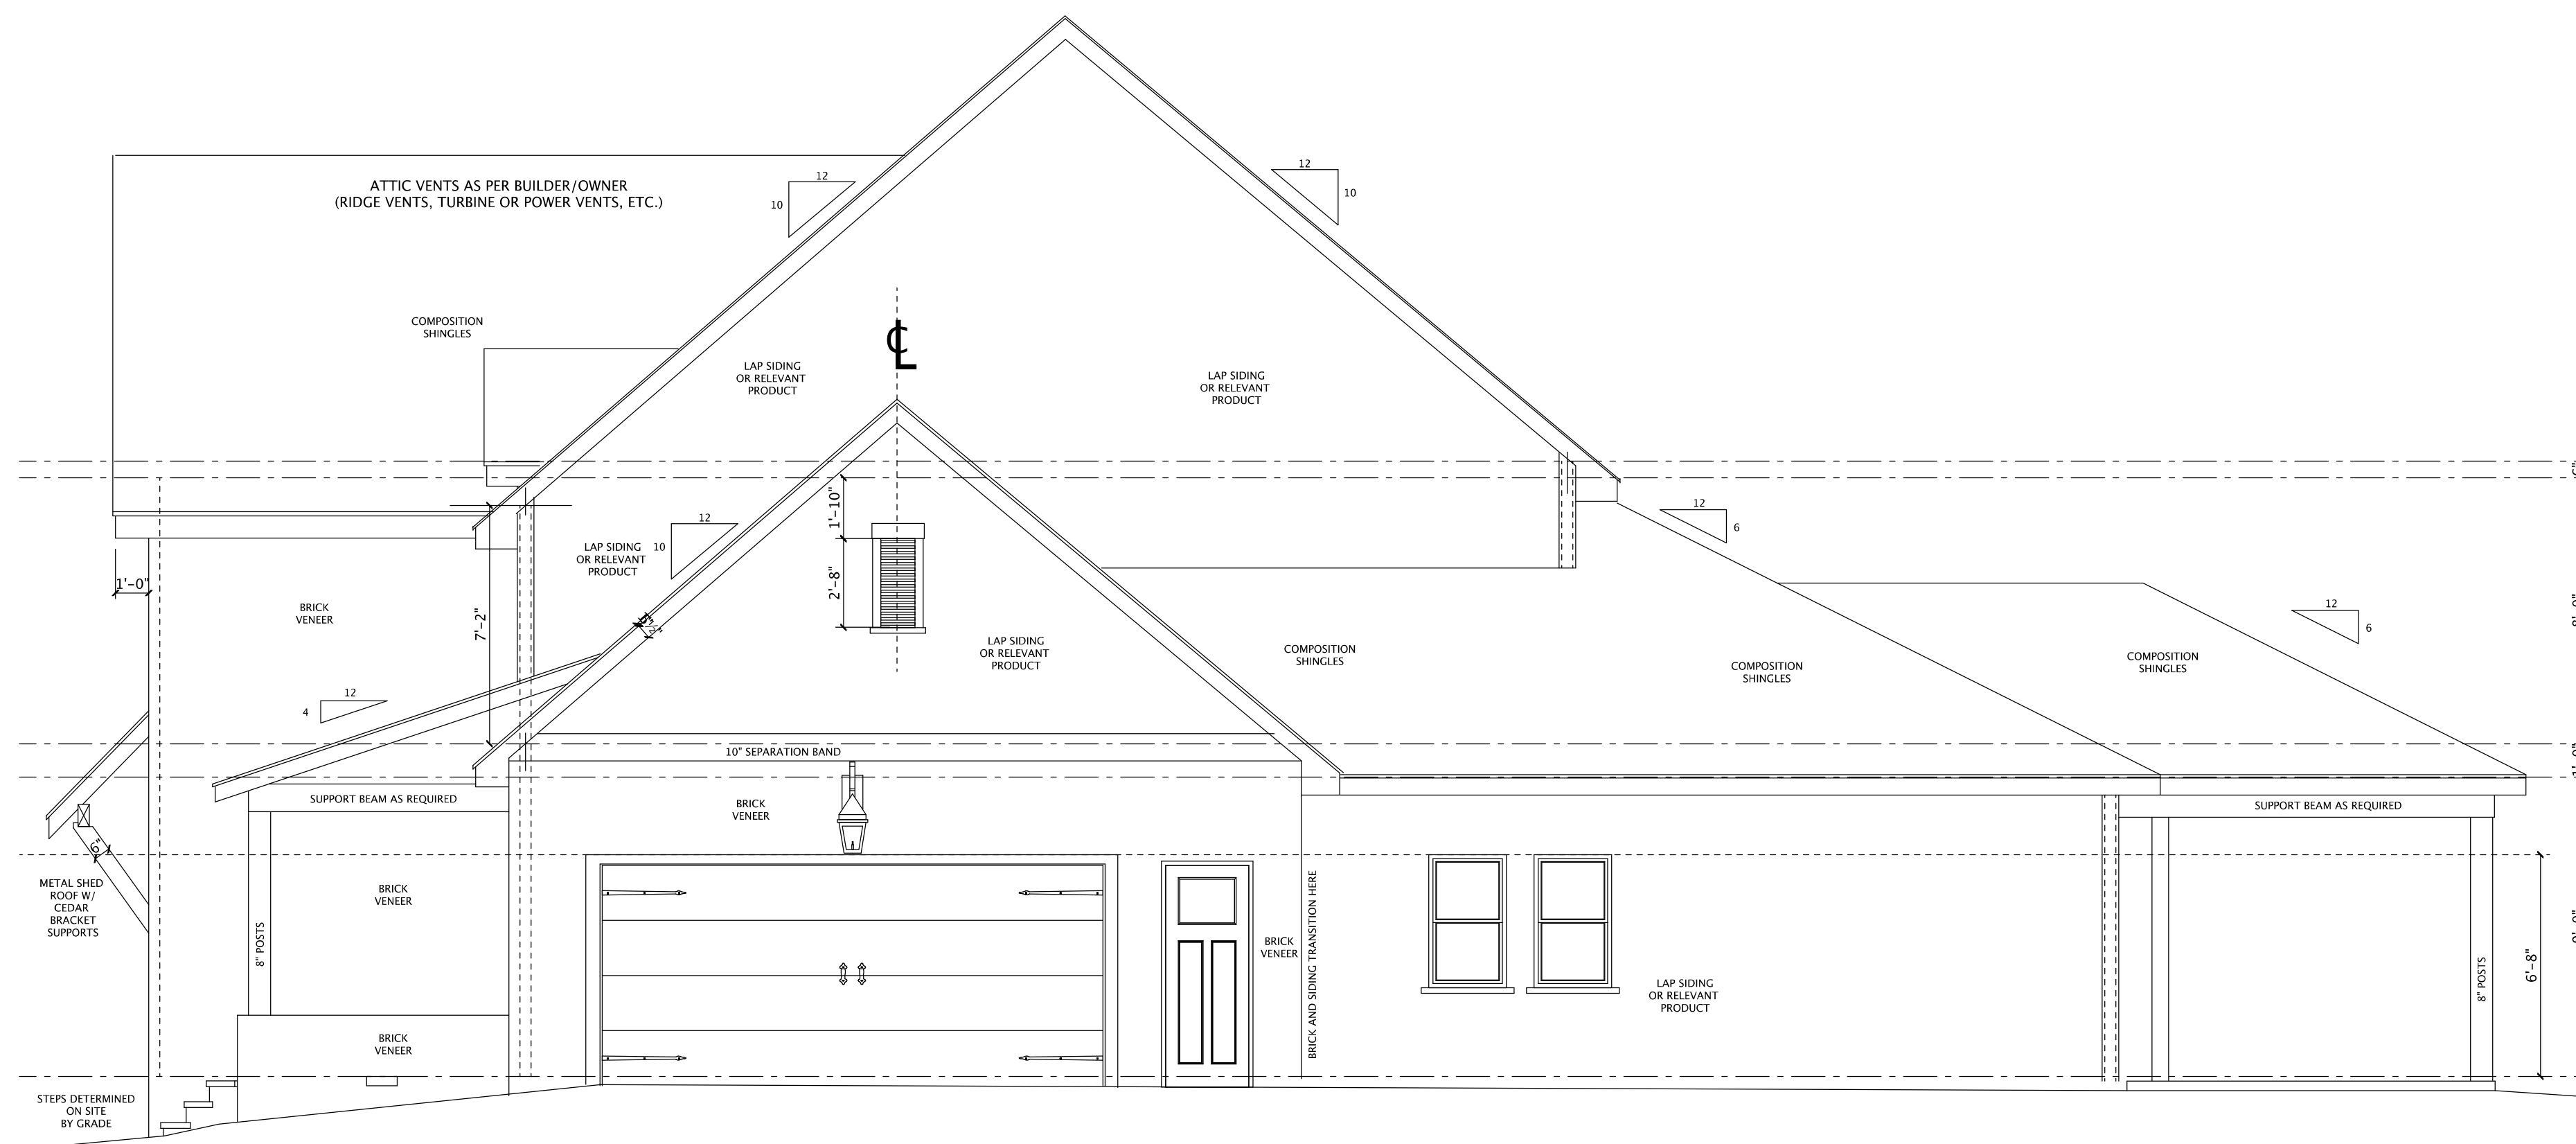 12
10
12
10
ATTIC VENTS AS PER BUILDER/OWNER
(RIDGE VENTS, TURBINE OR POWER VENTS, ETC.)
COMPOSITION
SHINGLES
℄
LAP SIDING
OR RELEVANT
PRODUCT
LAP SIDING
OR RELEVANT
PRODUCT
1'-10"
12
6
12
10
LAP SIDING
OR RELEVANT
PRODUCT
2'-8"
1'-0"
BRICK
VENEER
7'-2"
12
6
LAP SIDING
OR RELEVANT
PRODUCT
COMPOSITION
SHINGLES
COMPOSITION
SHINGLES
COMPOSITION
SHINGLES
12
4
10" SEPARATION BAND
SUPPORT BEAM AS REQUIRED
BRICK
VENEER
SUPPORT BEAM AS REQUIRED
6"
METAL SHED
ROOF W/
CEDAR
BRACKET
SUPPORTS
BRICK
VENEER
8" POSTS
BRICK
VENEER
BRICK AND SIDING TRANSITION HERE
LAP SIDING
OR RELEVANT
PRODUCT
8" POSTS
6'-8"
BRICK
VENEER
STEPS DETERMINED
ON SITE
BY GRADE